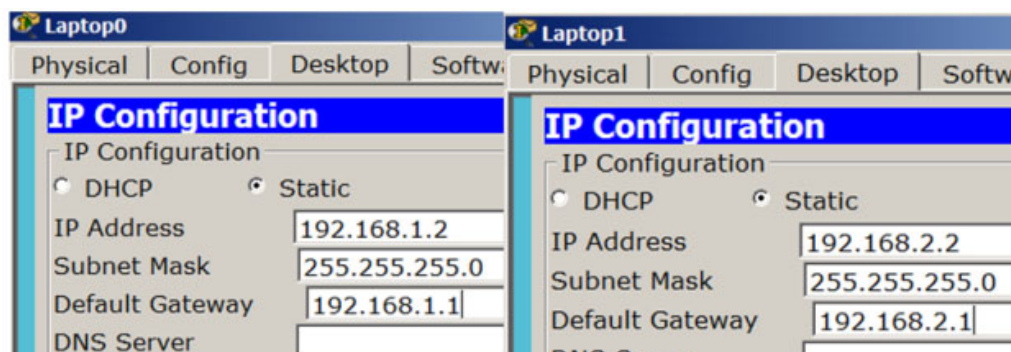 Laptop0
Physical Config Desktop Softwa
IP Configuration
IP Configuration
DHCP Static
IP Address 192.168.1.2
Subnet Mask 255.255.255.0
Default Gateway 192.168.1.1
DNS Server
Laptop1
Physical Config Desktop Softw
IP Configuration
IP Configuration
DHCP Static
IP Address 192.168.2.2
Subnet Mask 255.255.255.0
Default Gateway 192.168.2.1